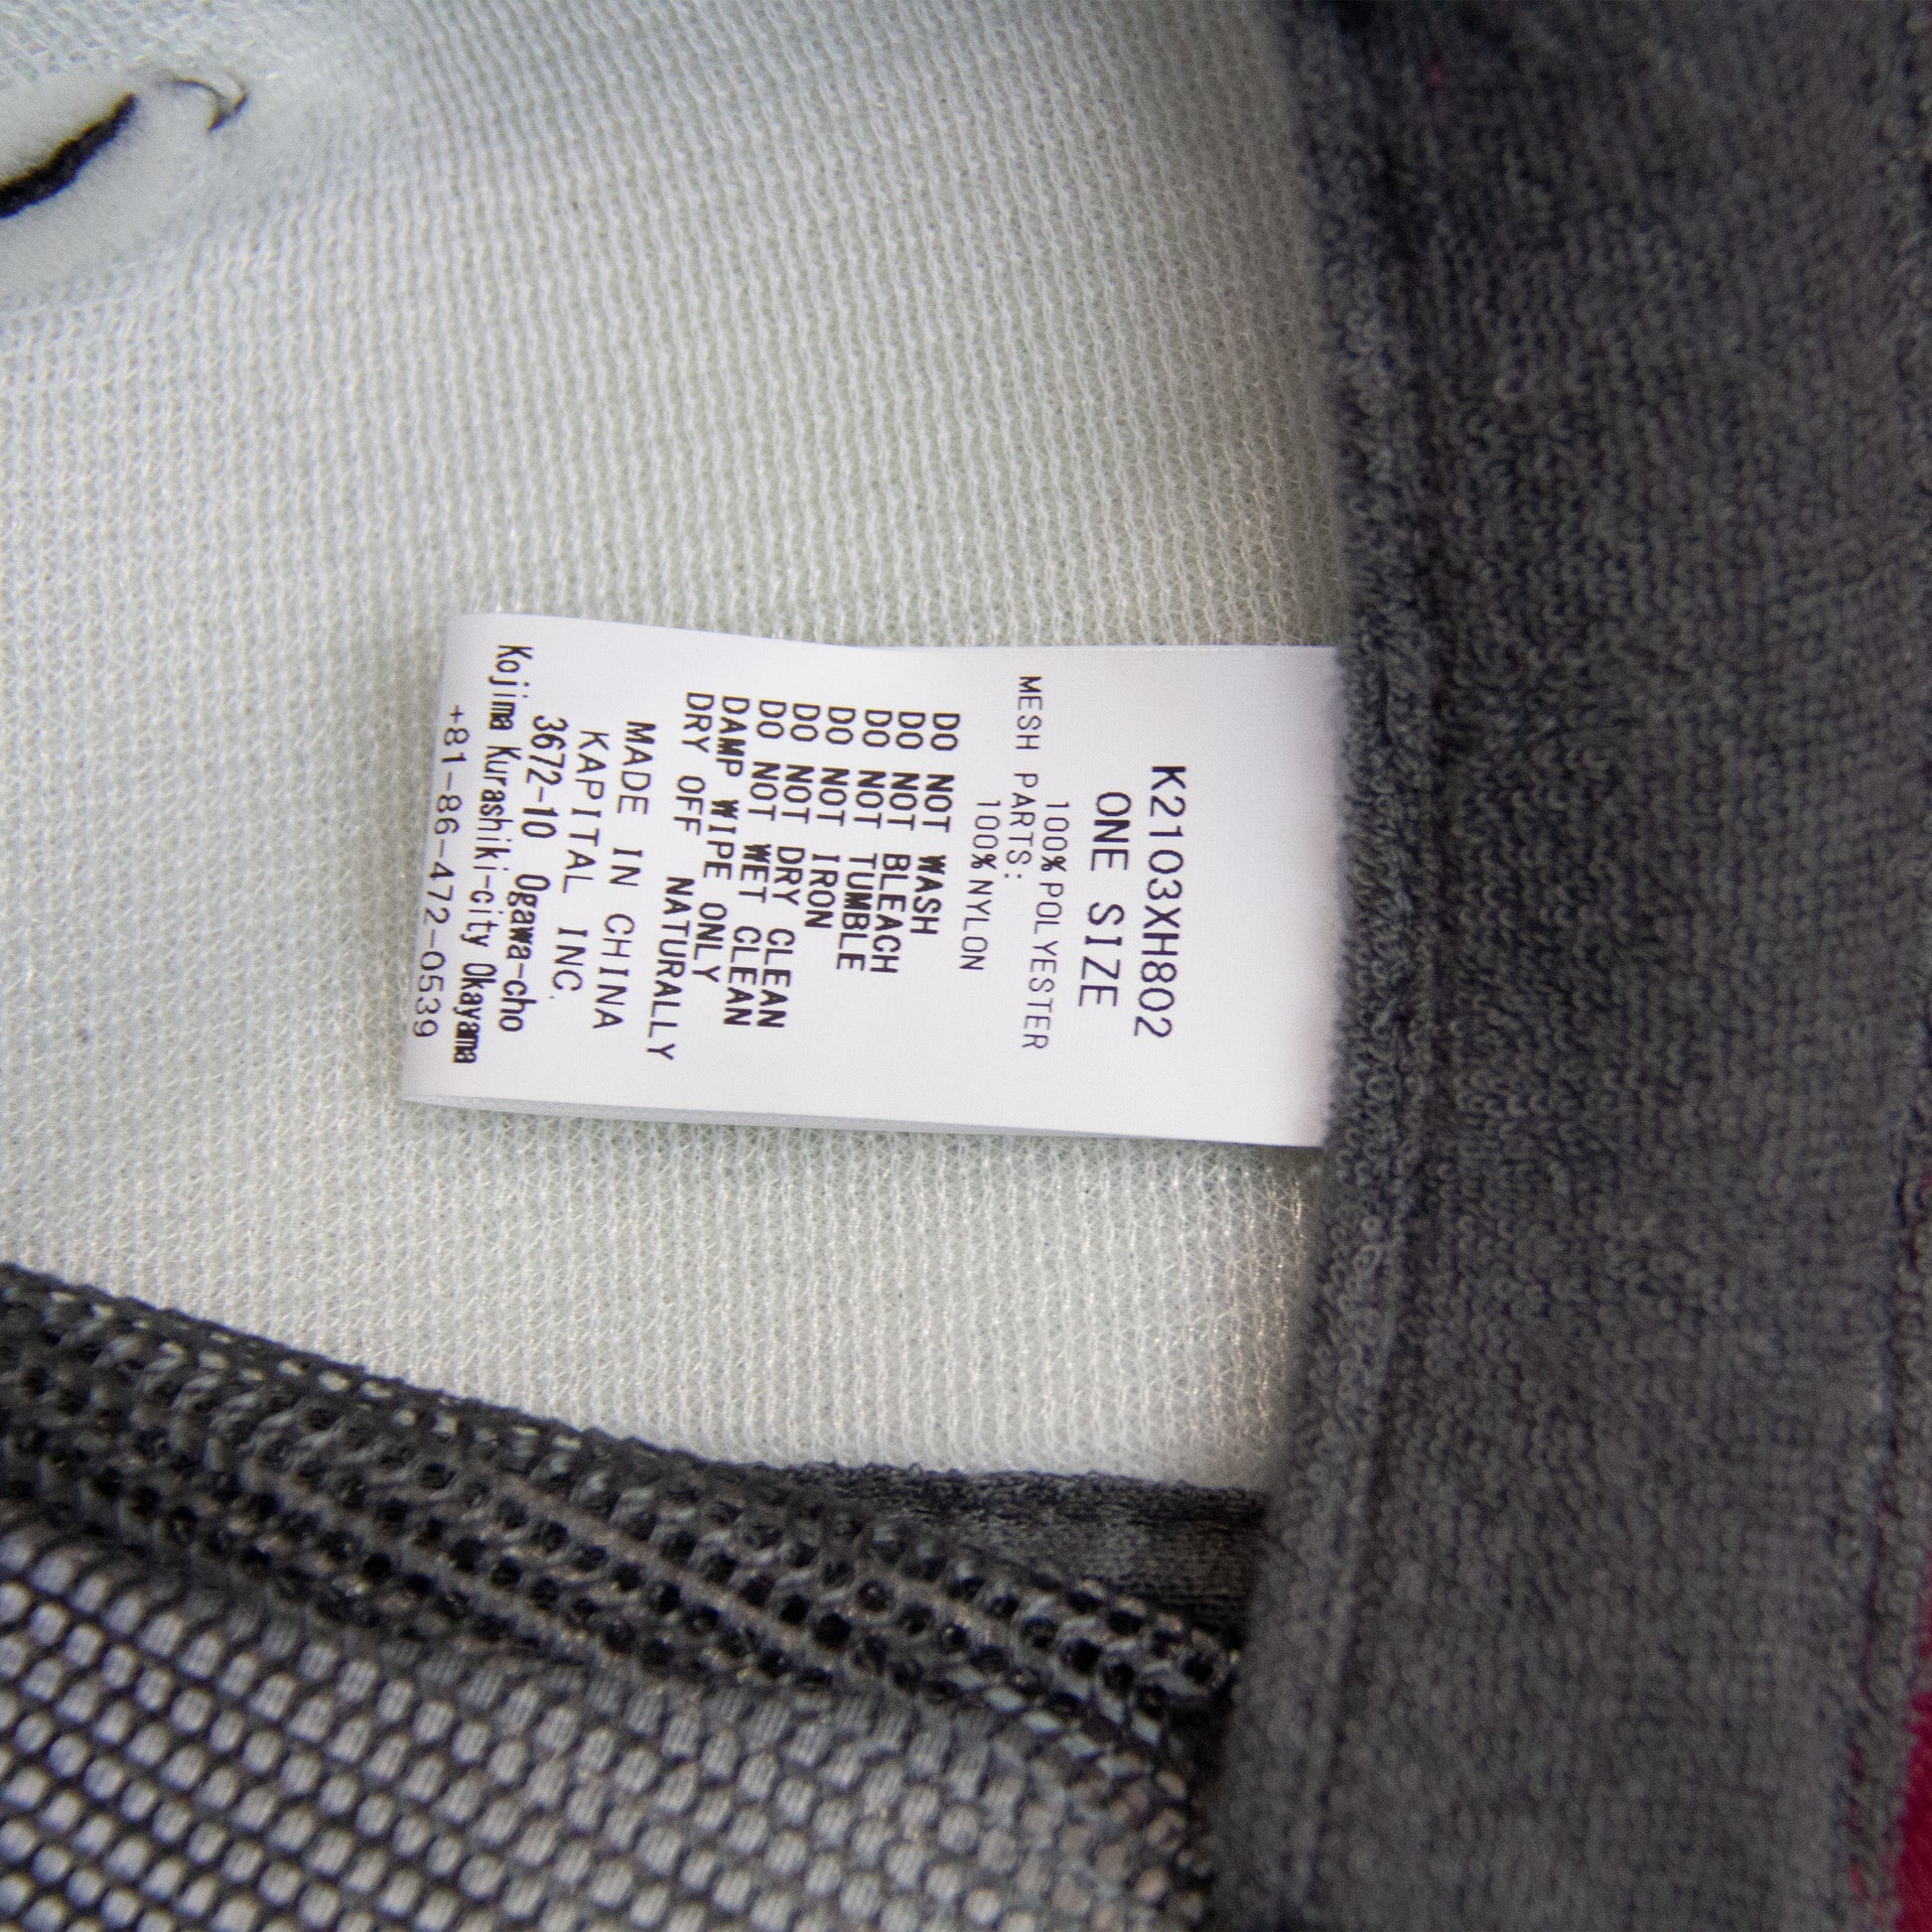 K2103XH802
ONE SIZE
100%POLYESTER
MESH PARTS:
100%NYLON
DO NOT WASH
DO NOT BLEACH
DO NOT TUMBLE
DO NOT IRON
DO NOT DRY CLEAN
DO NOT WET CLEAN
DAMP WIPE ONLY
DRY OFF NATURALLY
MADE IN CHINA
KAPITAL INC.
3672-10 Ogawa-cho
Kojima Kurashiki-city Okayama
+81-86-472-0539